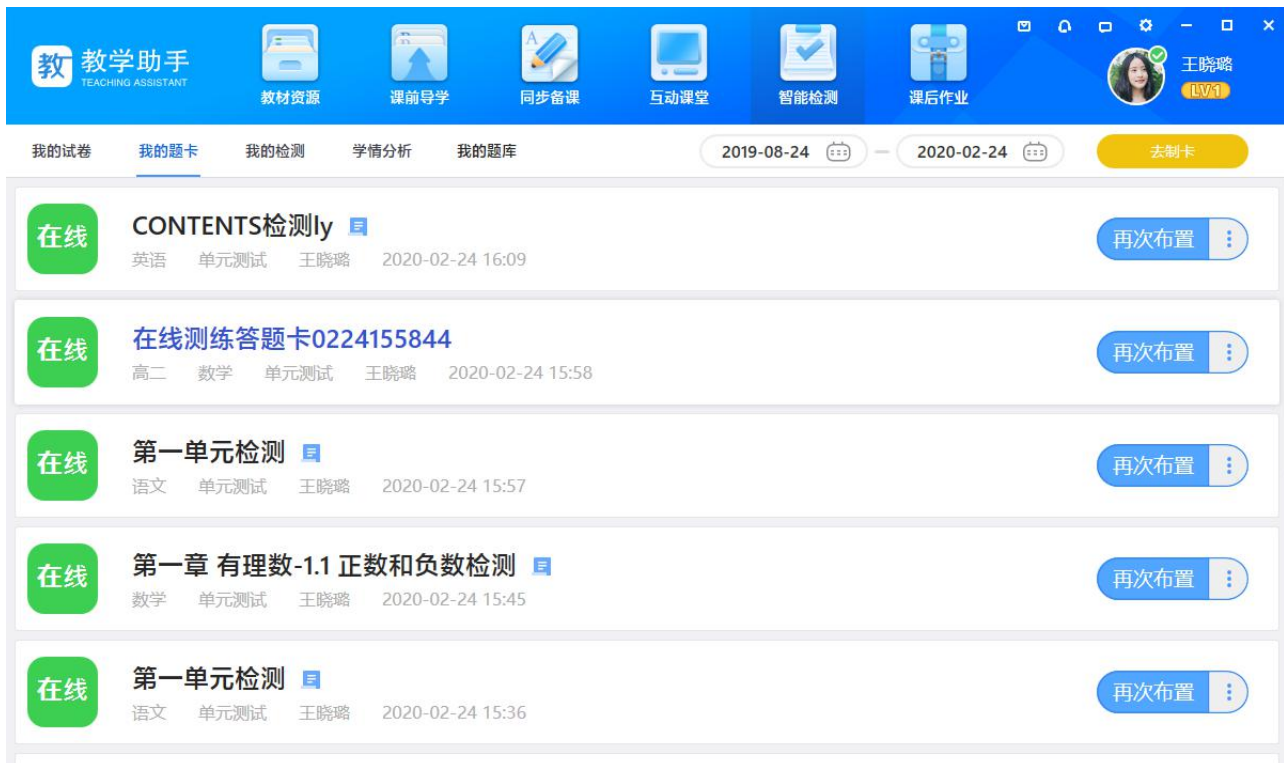 教 教学助手
TEACHING ASSISTANT
教材资源 课前导学 同步备课 互动课堂 智能检测 课后作业
王晓璐
LV1
我的试卷 我的题卡 我的检测 学情分析 我的题库 2019-08-24 — 2020-02-24 去制卡
在线 CONTENTS检测ly 再次布置
英语 单元测试 王晓璐 2020-02-24 16:09
在线 在线测练答题卡0224155844 再次布置
高二 数学 单元测试 王晓璐 2020-02-24 15:58
在线 第一单元检测 再次布置
语文 单元测试 王晓璐 2020-02-24 15:57
在线 第一章 有理数-1.1 正数和负数检测 再次布置
数学 单元测试 王晓璐 2020-02-24 15:45
在线 第一单元检测 再次布置
语文 单元测试 王晓璐 2020-02-24 15:36